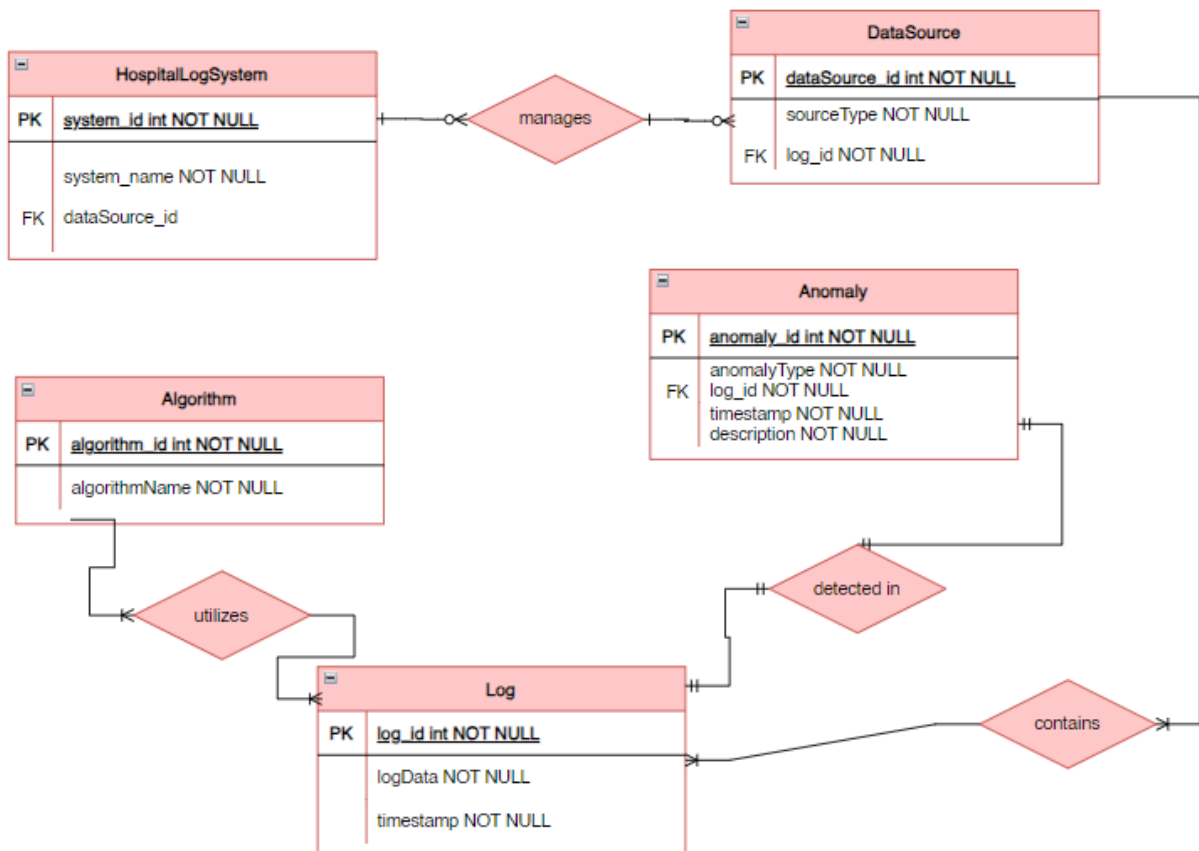 HospitalLogSystem
PK system_id int NOT NULL
system_name NOT NULL
FK dataSource_id
manages
DataSource
PK dataSource_id int NOT NULL
sourceType NOT NULL
FK log_id NOT NULL
Anomaly
PK anomaly_id int NOT NULL
anomalyType NOT NULL
FK log_id NOT NULL
timestamp NOT NULL
description NOT NULL
Algorithm
PK algorithm_id int NOT NULL
algorithmName NOT NULL
detected in
utilizes
Log
PK log_id int NOT NULL
logData NOT NULL
timestamp NOT NULL
contains